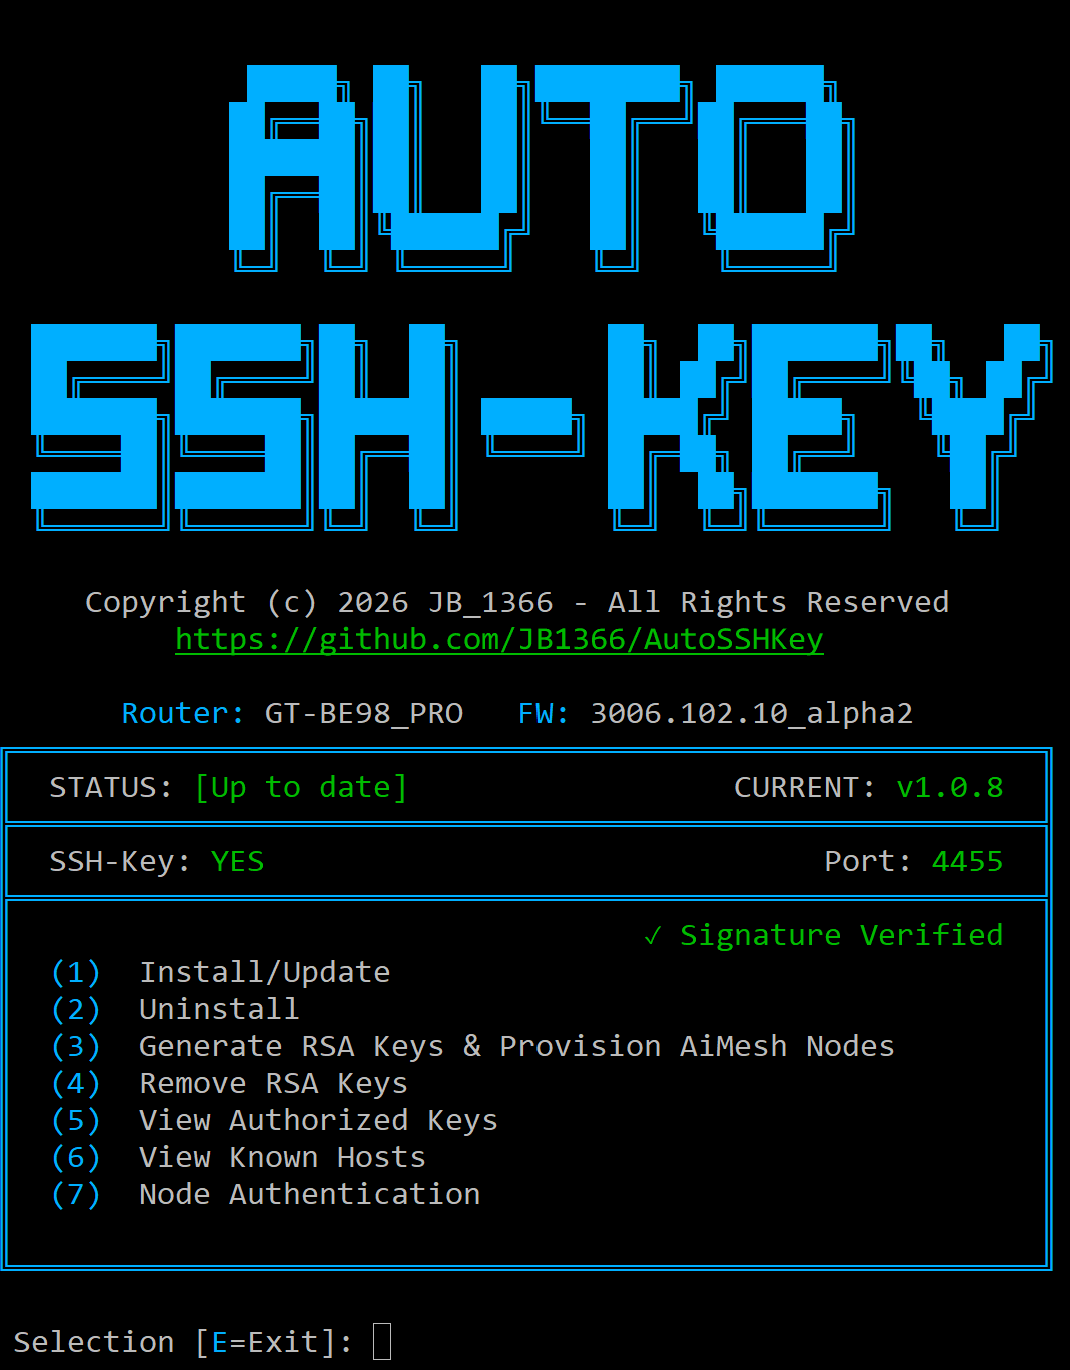 AUTO
SSH-KEY
Copyright (c) 2026 JB_1366 - All Rights Reserved
https://github.com/JB1366/AutoSSHKey
Router: GT-BE98_PRO   FW: 3006.102.10_alpha2
STATUS: [Up to date]   CURRENT: v1.0.8
SSH-Key: YES   Port: 4455
✓ Signature Verified
(1)  Install/Update
(2)  Uninstall
(3)  Generate RSA Keys & Provision AiMesh Nodes
(4)  Remove RSA Keys
(5)  View Authorized Keys
(6)  View Known Hosts
(7)  Node Authentication
Selection [E=Exit]: